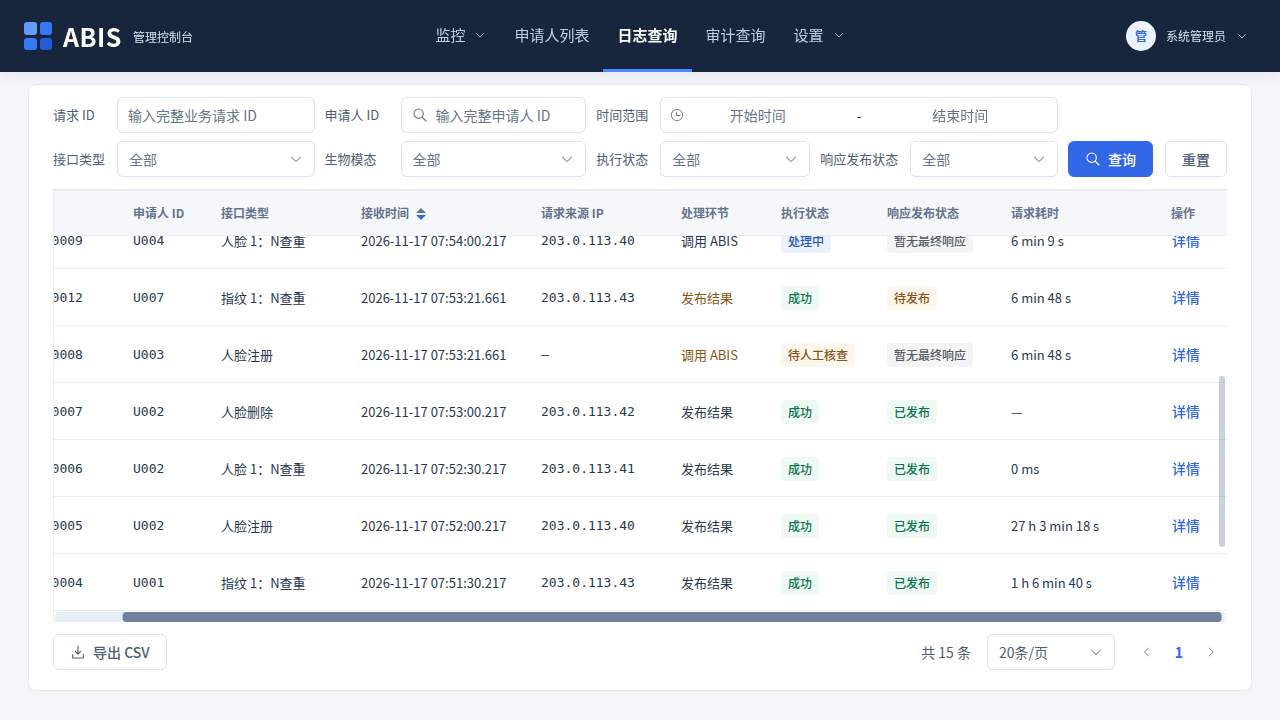 ABIS 管理控制台 监控 申请人列表 日志查询 审计查询 设置 管 系统管理员
请求 ID 输入完整业务请求 ID 申请人 ID 输入完整申请人 ID 时间范围 开始时间 - 结束时间
接口类型 全部 生物模态 全部 执行状态 全部 响应发布状态 全部 查询 重置
申请人 ID 接口类型 接收时间 请求来源 IP 处理环节 执行状态 响应发布状态 请求耗时 操作
0009 U004 人脸 1：N查重 2026-11-17 07:54:00.217 203.0.113.40 调用 ABIS 处理中 暂无最终响应 6 min 9 s 详情
0012 U007 指纹 1：N查重 2026-11-17 07:53:21.661 203.0.113.43 发布结果 成功 待发布 6 min 48 s 详情
0008 U003 人脸注册 2026-11-17 07:53:21.661 — 调用 ABIS 待人工核查 暂无最终响应 6 min 48 s 详情
0007 U002 人脸删除 2026-11-17 07:53:00.217 203.0.113.42 发布结果 成功 已发布 — 详情
0006 U002 人脸 1：N查重 2026-11-17 07:52:30.217 203.0.113.41 发布结果 成功 已发布 0 ms 详情
0005 U002 人脸注册 2026-11-17 07:52:00.217 203.0.113.40 发布结果 成功 已发布 27 h 3 min 18 s 详情
0004 U001 指纹 1：N查重 2026-11-17 07:51:30.217 203.0.113.43 发布结果 成功 已发布 1 h 6 min 40 s 详情
导出 CSV 共 15 条 20条/页 1